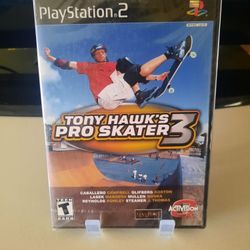 PlayStation 2
TONY HAWK'S
PRO SKATER 3
CABALLERO CAMPBELL GLIFBERG KOSTON
LASEK MARGERA MULLEN MUSKA
REYNOLDS ROWLEY STEAMER THOMAS
TEEN
T
ACTIVISION